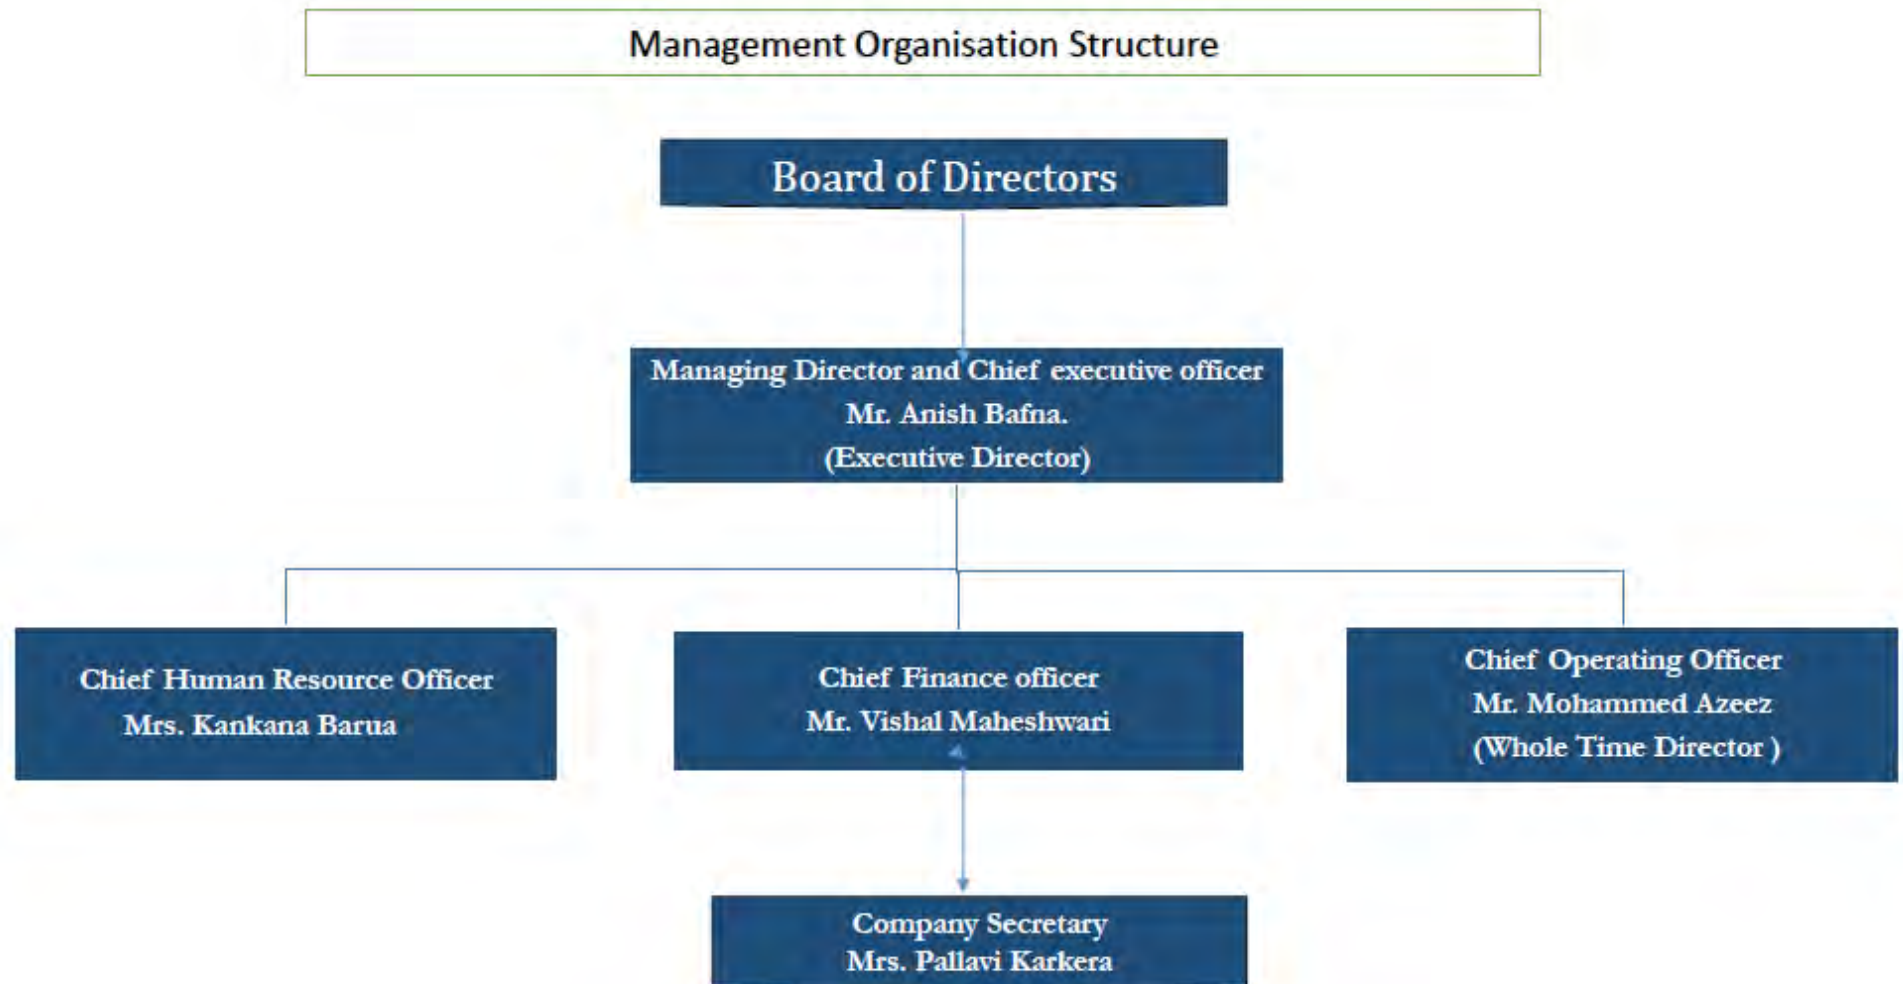 Management Organisation Structure
Board of Directors
Managing Director and Chief executive officer
Mr. Anish Bafna.
(Executive Director)
Chief Human Resource Officer
Mrs. Kankana Barua
Chief Finance officer
Mr. Vishal Maheshwari
Chief Operating Officer
Mr. Mohammed Azeez
(Whole Time Director )
Company Secretary
Mrs. Pallavi Karkera